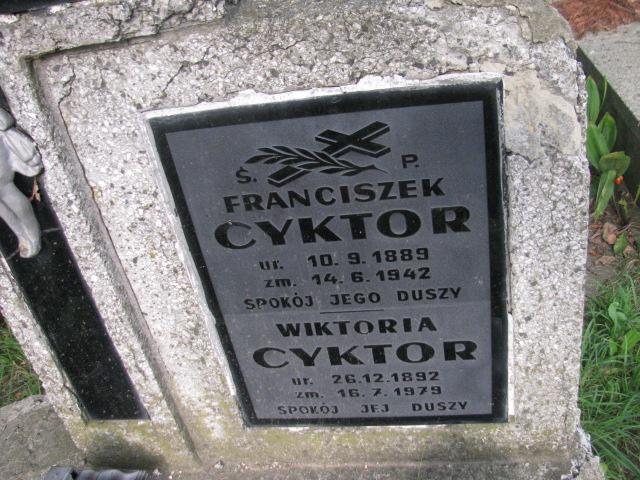 Ś. P.
FRANCISZEK
CYKTOR
ur. 10.9.1889
zm. 14.6.1942
SPOKÓJ JEGO DUSZY
WIKTORIA
CYKTOR
ur. 26.12.1892
zm. 16.7.1979
SPOKÓJ JEJ DUSZY